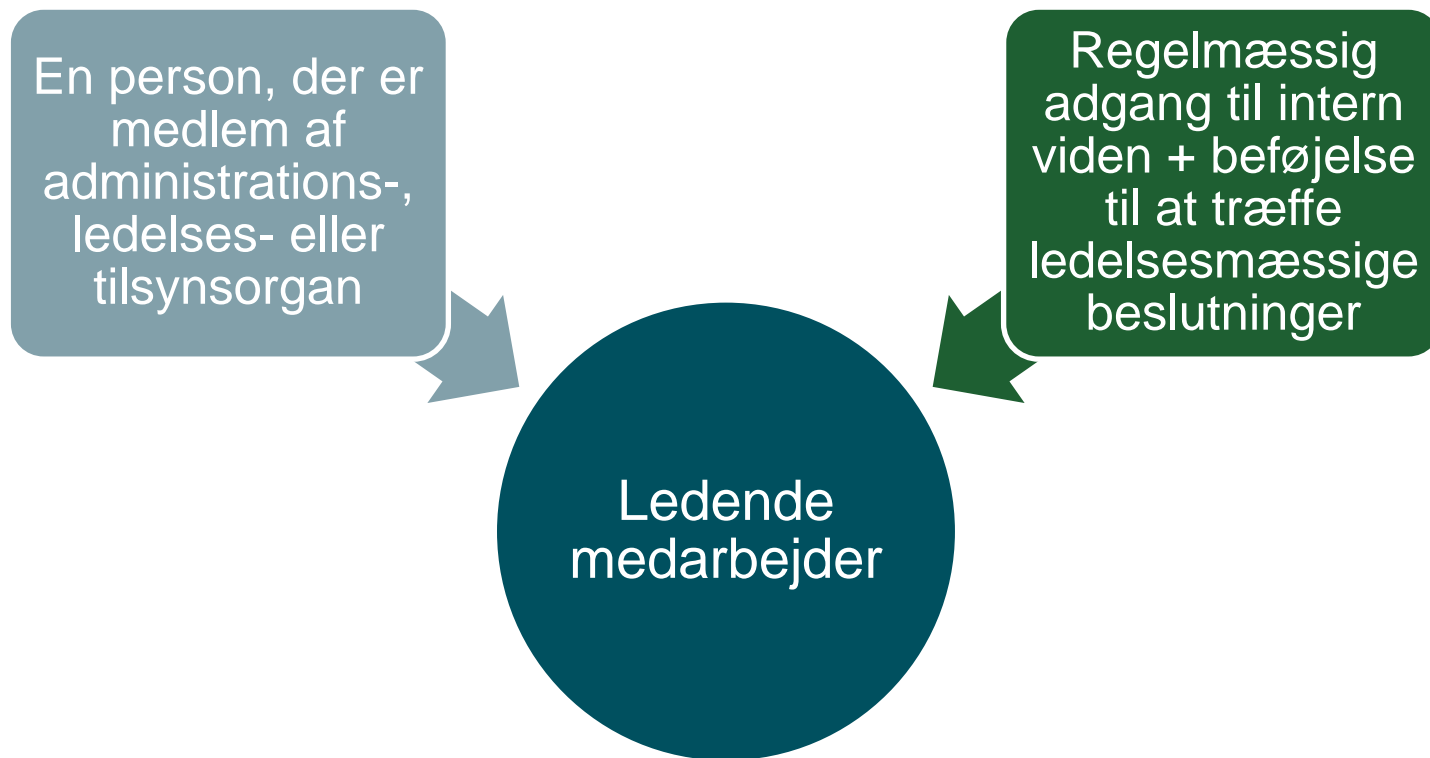 En person, der er
medlem af
administrations-,
ledelses- eller
tilsynsorgan
Regelmæssig
adgang til intern
viden + beføjelse
til at træffe
ledelsesmæssige
beslutninger
Ledende
medarbejder